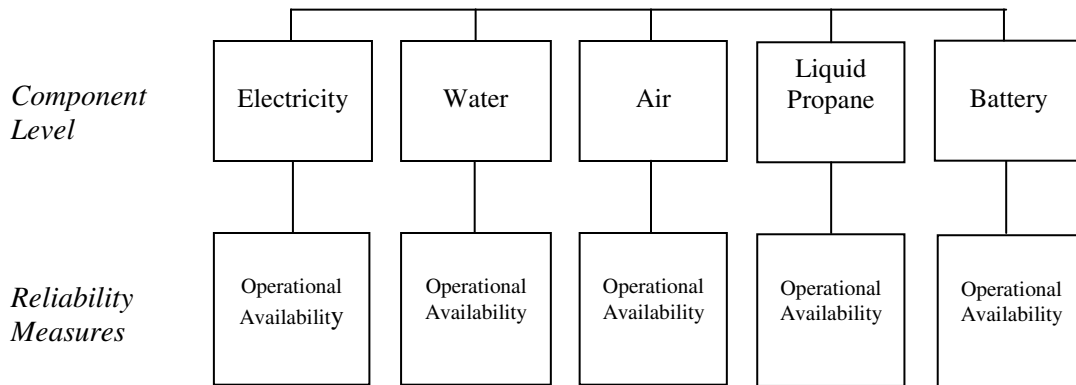 Component
Level
Electricity
Water
Air
Liquid
Propane
Battery
Reliability
Measures
Operational
Availability
Operational
Availability
Operational
Availability
Operational
Availability
Operational
Availability